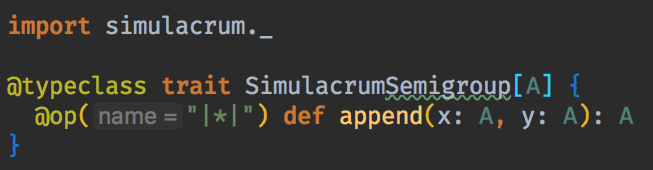 import simulacrum._
@typeclass trait SimulacrumSemigroup[A] {
@op( name = "|*|") def append(x: A, y: A): A
}